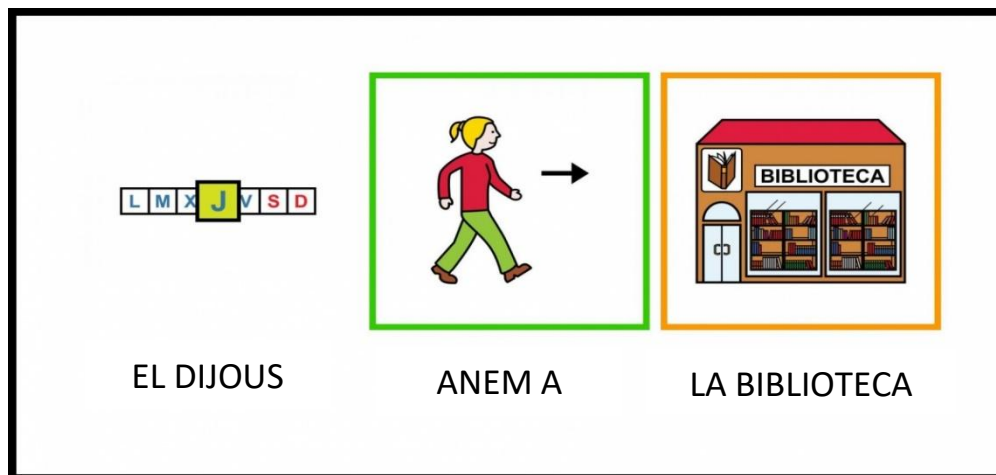 L M X J V S D
BIBLIOTECA
EL DIJOUS
ANEM A
LA BIBLIOTECA